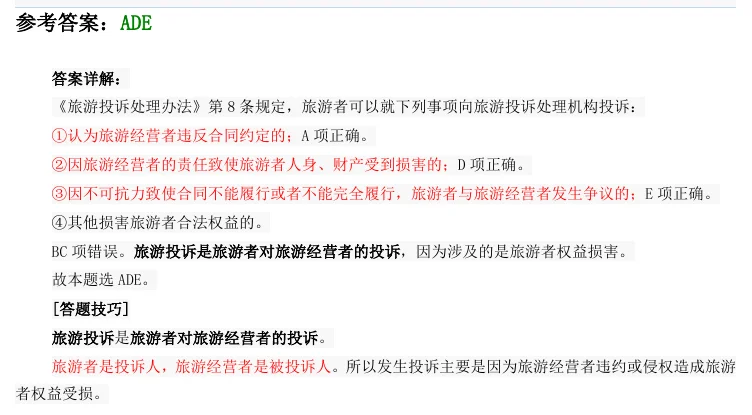 参考答案：ADE
答案详解：
《旅游投诉处理办法》第 8 条规定，旅游者可以就下列事项向旅游投诉处理机构投诉：
①认为旅游经营者违反合同约定的；A 项正确。
②因旅游经营者的责任致使旅游者人身、财产受到损害的；D 项正确。
③因不可抗力致使合同不能履行或者不能完全履行，旅游者与旅游经营者发生争议的；E 项正确。
④其他损害旅游者合法权益的。
BC 项错误。旅游投诉是旅游者对旅游经营者的投诉，因为涉及的是旅游者权益损害。
故本题选 ADE。
[答题技巧]
旅游投诉是旅游者对旅游经营者的投诉。
旅游者是投诉人，旅游经营者是被投诉人。所以发生投诉主要是因为旅游经营者违约或侵权造成旅游
者权益受损。